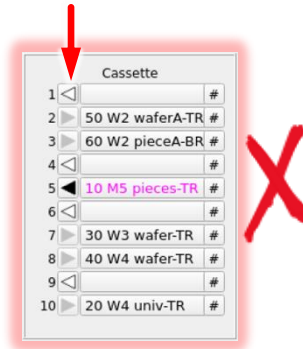 Cassette
1 #
2 50 W2 waferA-TR #
3 60 W2 pieceA-BR #
4 #
5 10 M5 pieces-TR #
6 #
7 30 W3 wafer-TR #
8 40 W4 wafer-TR #
9 #
10 20 W4 univ-TR #